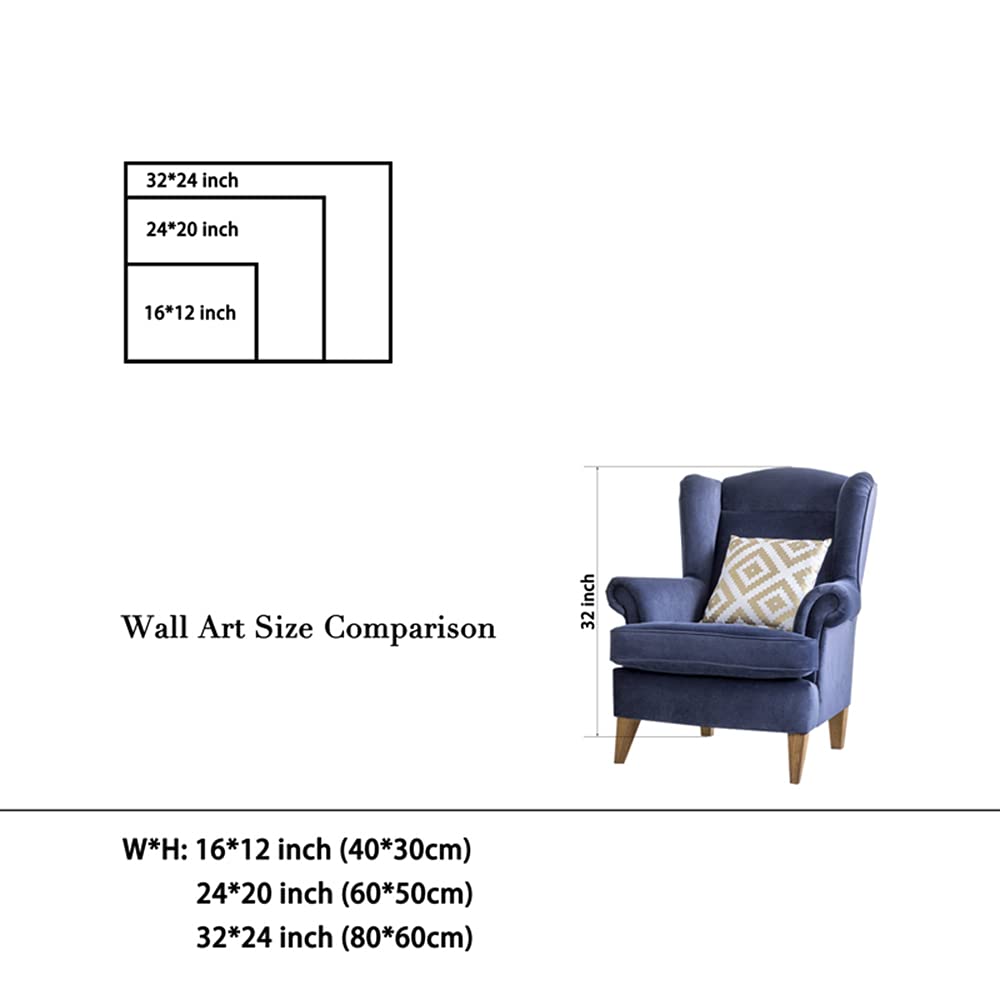 32*24 inch
24*20 inch
16*12 inch
32 inch
Wall Art Size Comparison
W*H: 16*12 inch (40*30cm)
24*20 inch (60*50cm)
32*24 inch (80*60cm)